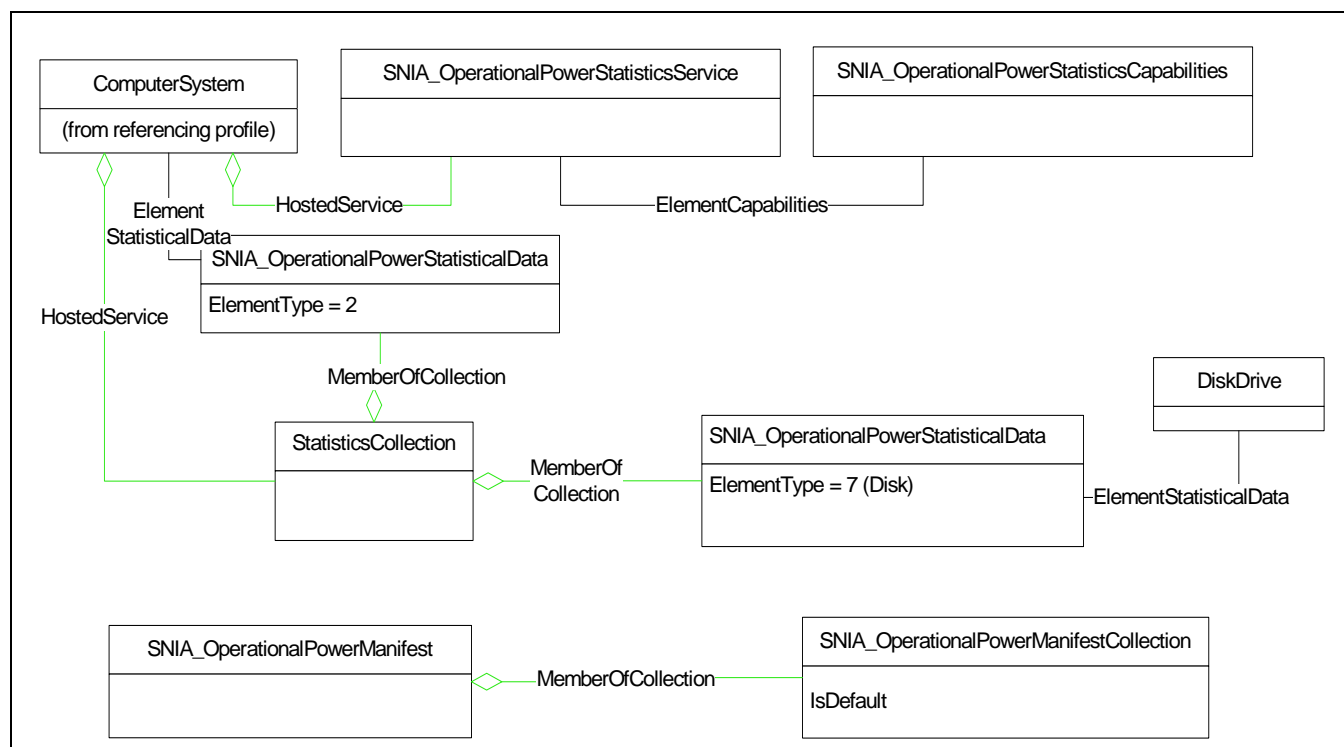 ComputerSystem
(from referencing profile)
SNIA_OperationalPowerStatisticsService
SNIA_OperationalPowerStatisticsCapabilities
HostedService
ElementCapabilities
Element
StatisticalData
SNIA_OperationalPowerStatisticalData
ElementType = 2
HostedService
MemberOfCollection
StatisticsCollection
MemberOf
Collection
SNIA_OperationalPowerStatisticalData
ElementType = 7 (Disk)
DiskDrive
ElementStatisticalData
SNIA_OperationalPowerManifest
MemberOfCollection
SNIA_OperationalPowerManifestCollection
IsDefault